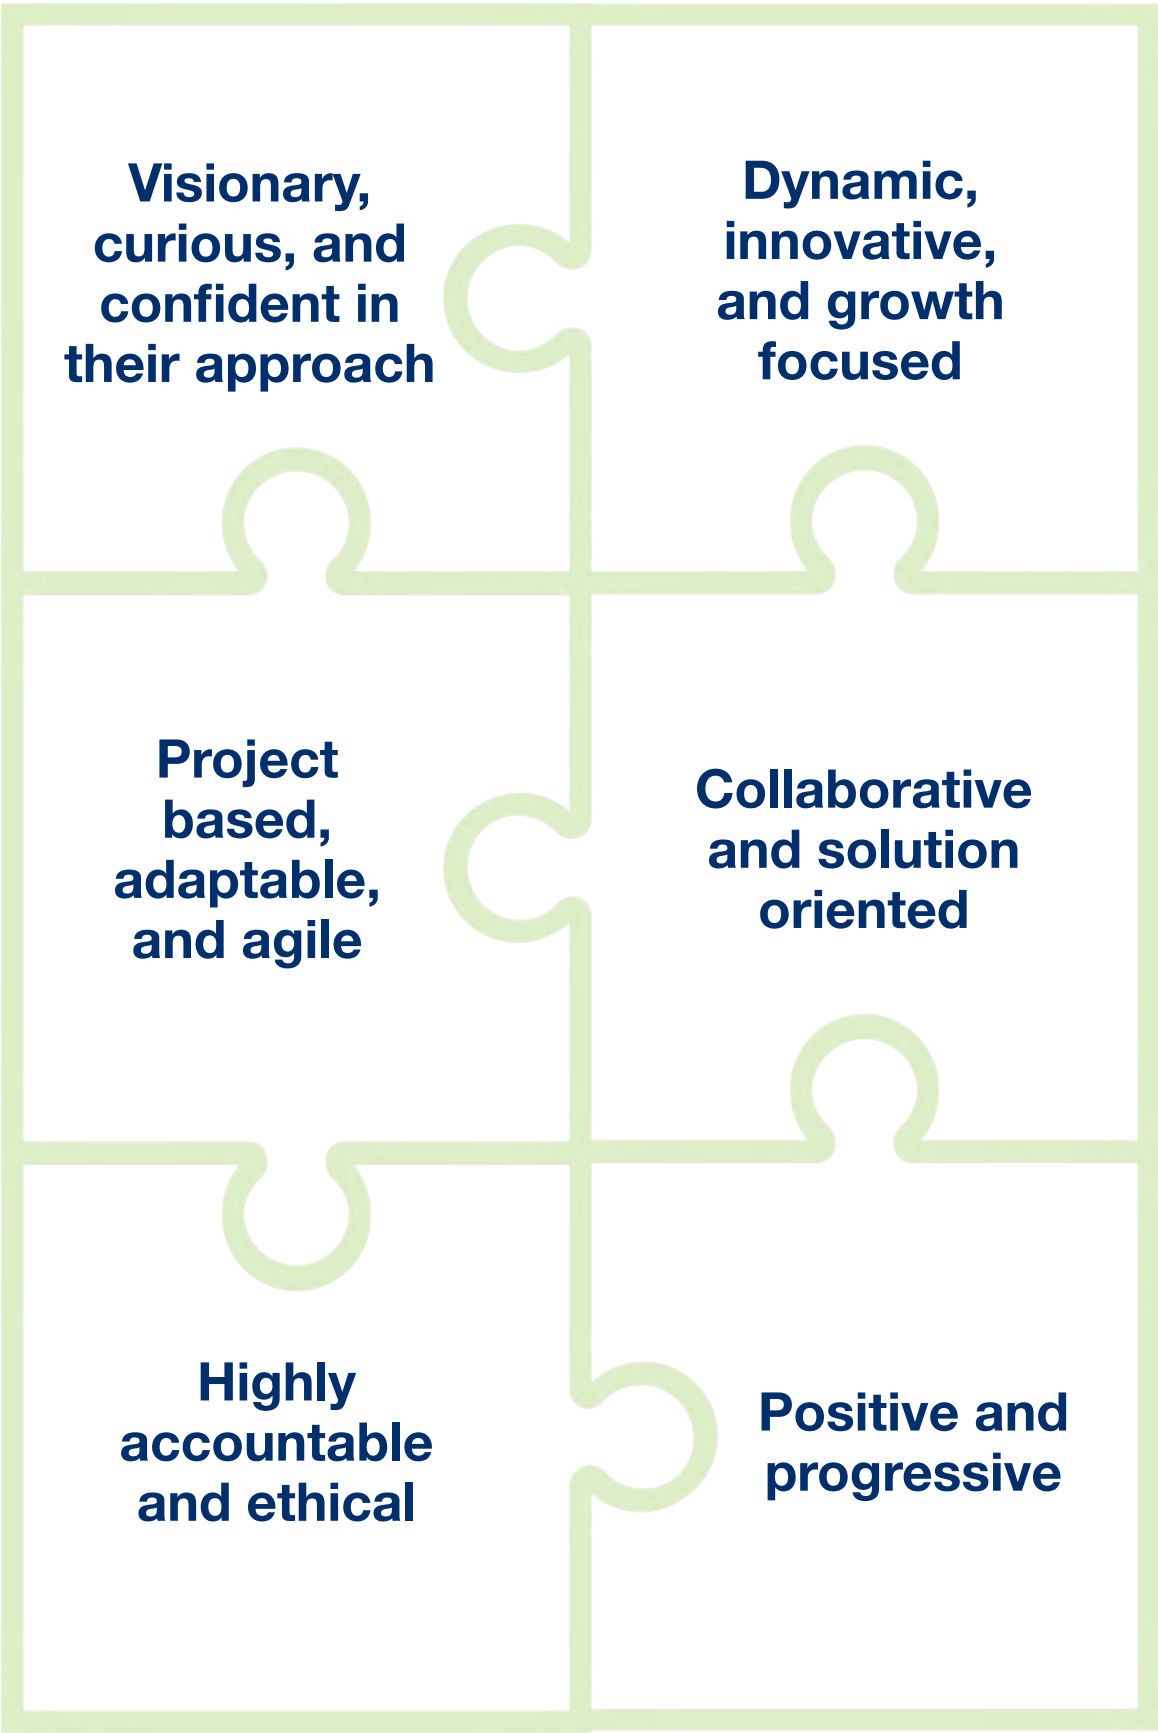 Visionary,
curious, and
confident in
their approach
Dynamic,
innovative,
and growth
focused
Project
based,
adaptable,
and agile
Collaborative
and solution
oriented
Highly
accountable
and ethical
Positive and
progressive